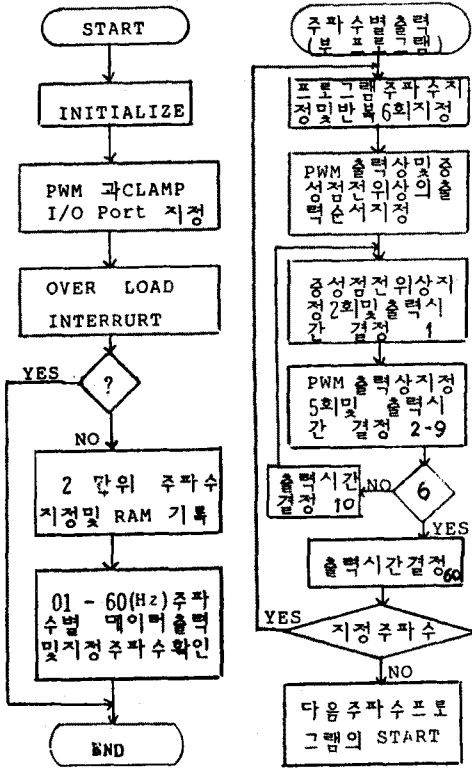 START
INITIALIZE
PWM 과CLAMP
I/O Port 지정
OVER LOAD
INTERRURT
?
YES
NO
2 만위 주파수
지정및 RAM 기록
01 - 60(Hz)주파
수별 데이터출력
및지정주파수확인
END
주파수별출력
(부프로그램)
프로그램주파수지
정및반복6회지정
PWM 출력상및중
성점전위상의출
력순서지정
중성점전위상지
정2회및출력시
간 결정 1
PWM 출력상지정
5회및 출력시
간 결정 2-9
6
NO
출력시간
결정 10
YES
출력시간결정60
지정주파수
YES
NO
다음주파수프로
그램의 START